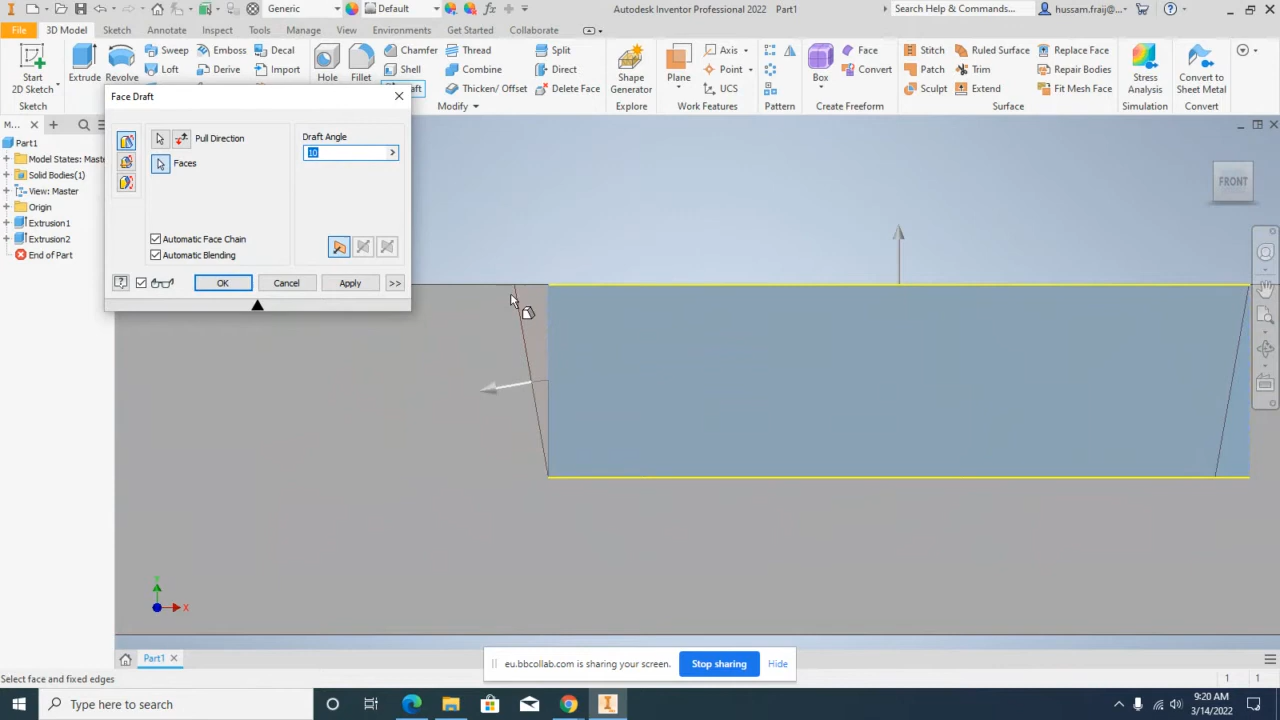 Generic
Default
Autodesk Inventor Professional 2022 Part1
Search Help & Commands...
hussam.fraij@...
File 3D Model Sketch Annotate Inspect Tools Manage View Environments Get Started Collaborate
Start
2D Sketch
Sketch
Extrude
Revolve
Sweep
Loft
Emboss
Derive
Decal
Import
Hole
Fillet
Chamfer
Shell
Thread
Combine
Thicken/ Offset
Split
Direct
Delete Face
Modify
Shape
Generator
Explore
Plane
Axis
Point
UCS
Work Features
Pattern
Box
Face
Convert
Create Freeform
Stitch
Patch
Sculpt
Ruled Surface
Trim
Extend
Replace Face
Repair Bodies
Fit Mesh Face
Surface
Stress
Analysis
Simulation
Convert to
Sheet Metal
Convert
Face Draft
Pull Direction
Faces
Draft Angle
10
Automatic Face Chain
Automatic Blending
OK
Cancel
Apply
>>
M...
Part1
Model States: Mast
Solid Bodies(1)
View: Master
Origin
Extrusion1
Extrusion2
End of Part
FRONT
Y
X
Part1
eu.bbcollab.com is sharing your screen.
Stop sharing
Hide
Select face and fixed edges
1 1
Type here to search
9:20 AM
3/14/2022